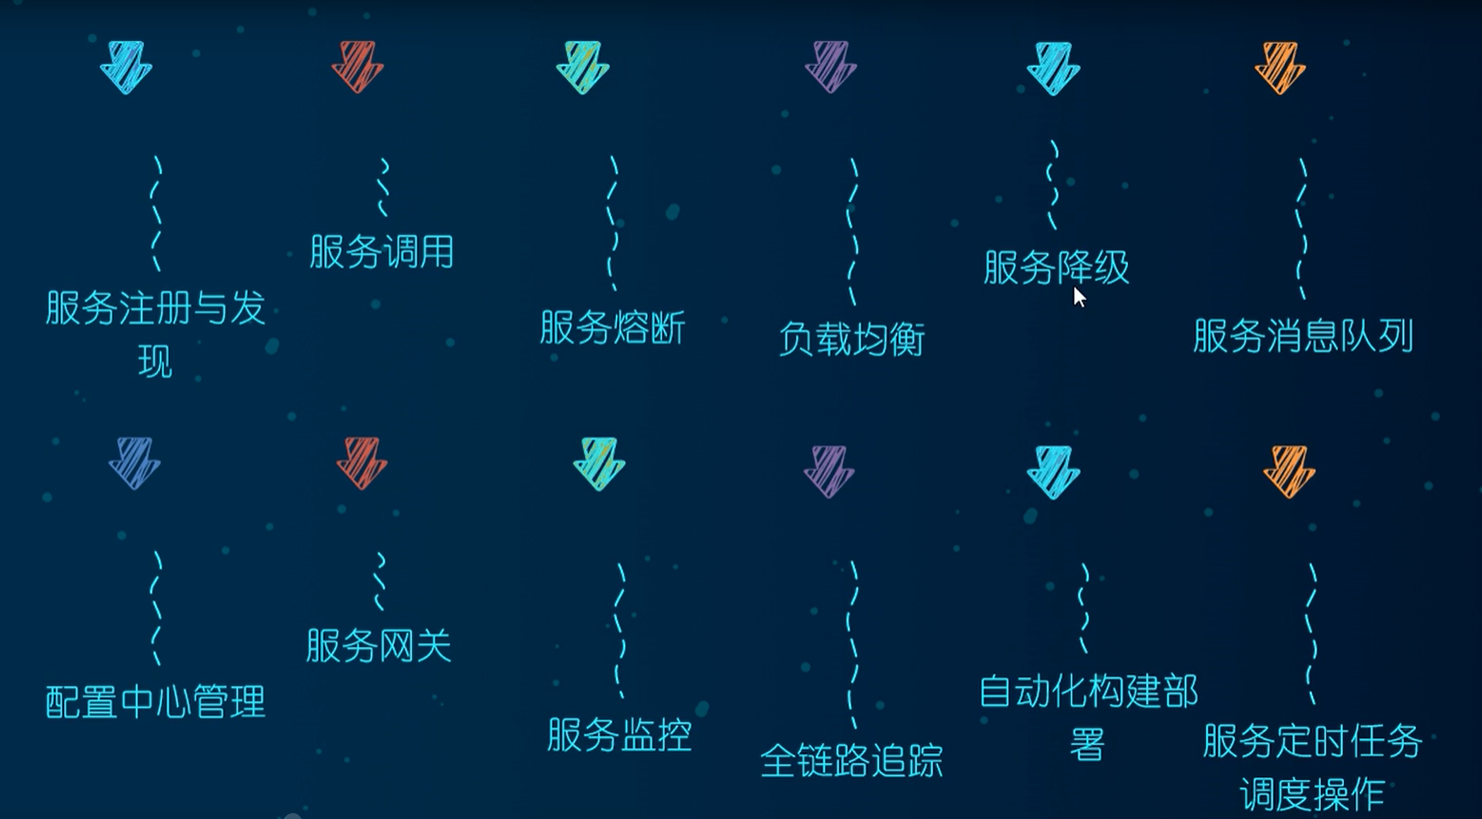 服务注册与发
现
服务调用
服务熔断
负载均衡
服务降级
服务消息队列
配置中心管理
服务网关
服务监控
全链路追踪
自动化构建部
署
服务定时任务
调度操作